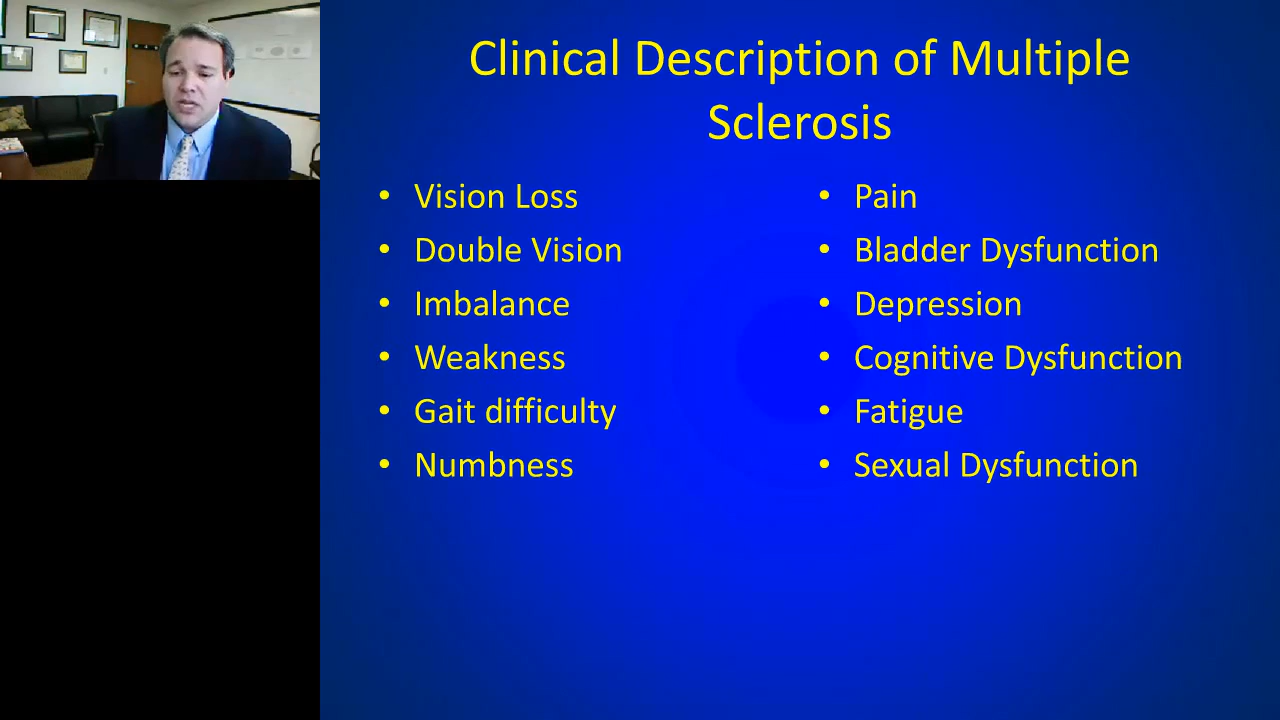 Clinical Description of Multiple
Sclerosis
• Vision Loss
• Double Vision
• Imbalance
• Weakness
• Gait difficulty
• Numbness
• Pain
• Bladder Dysfunction
• Depression
• Cognitive Dysfunction
• Fatigue
• Sexual Dysfunction